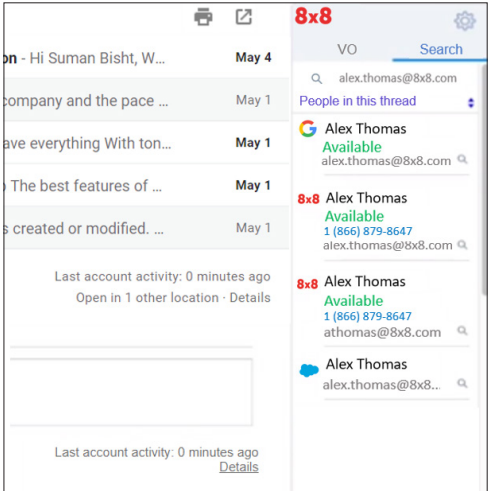 on - Hi Suman Bisht, W... May 4
company and the pace ... May 1
ave everything With ton... May 1
The best features of ... May 1
s created or modified. ... May 1
Last account activity: 0 minutes ago
Open in 1 other location · Details
Last account activity: 0 minutes ago
Details
8x8
VO Search
alex.thomas@8x8.com
People in this thread
Alex Thomas
Available
alex.thomas@8x8.com
8x8 Alex Thomas
Available
1 (866) 879-8647
alex.thomas@8x8.com
8x8 Alex Thomas
Available
1 (866) 879-8647
athomas@8x8.com
Alex Thomas
alex.thomas@8x8...